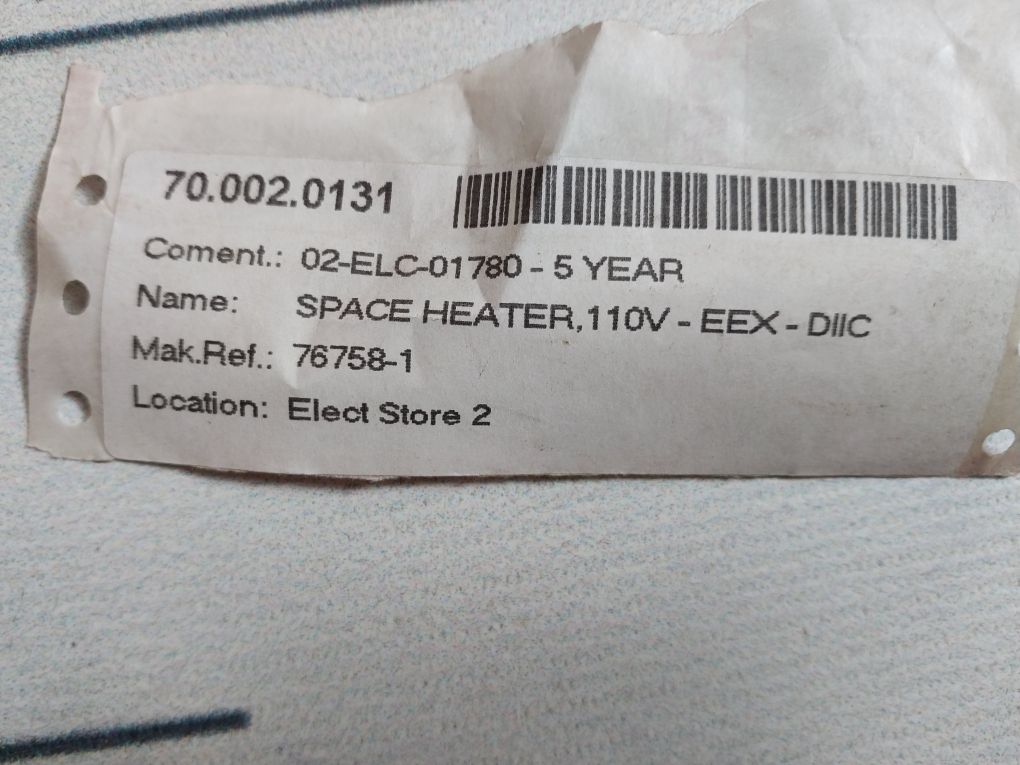 70.002.0131
Coment.: 02-ELC-01780 - 5 YEAR
Name: SPACE HEATER,110V - EEX - DIIC
Mak.Ref.: 76758-1
Location: Elect Store 2